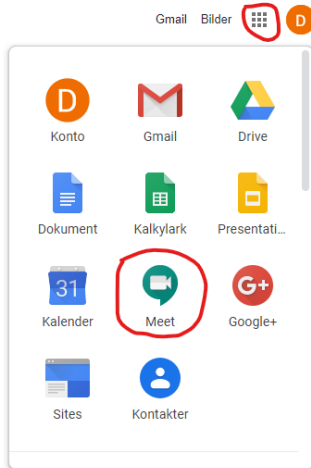 Gmail Bilder D
D
Konto Gmail Drive
Dokument Kalkylark Presentati...
31 G+
Kalender Meet Google+
Sites Kontakter